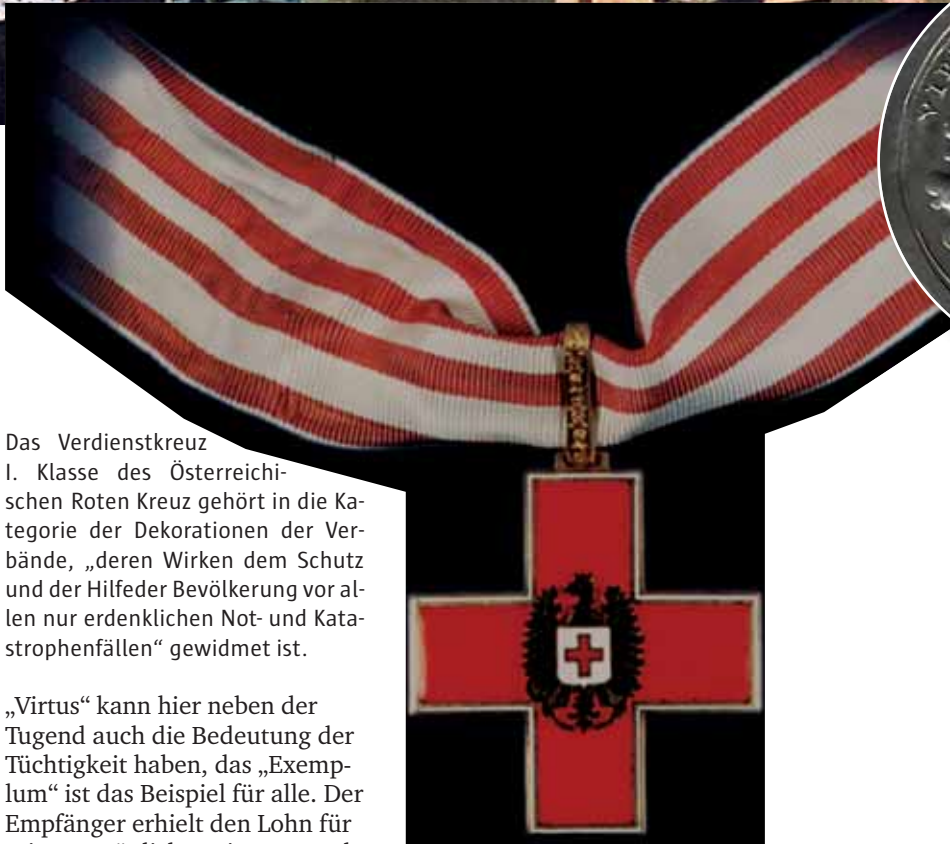 Das Verdienstkreuz
I. Klasse des Österreichi-
schen Roten Kreuz gehört in die Ka-
tegorie der Dekorationen der Ver-
bände, „deren Wirken dem Schutz
und der Hilfeder Bevölkerung vor al-
len nur erdenklichen Not- und Kata-
strophenfällen“ gewidmet ist.
„Virtus“ kann hier neben der
Tugend auch die Bedeutung der
Tüchtigkeit haben, das „Exemp-
lum“ ist das Beispiel für alle. Der
Empfänger erhielt den Lohn für